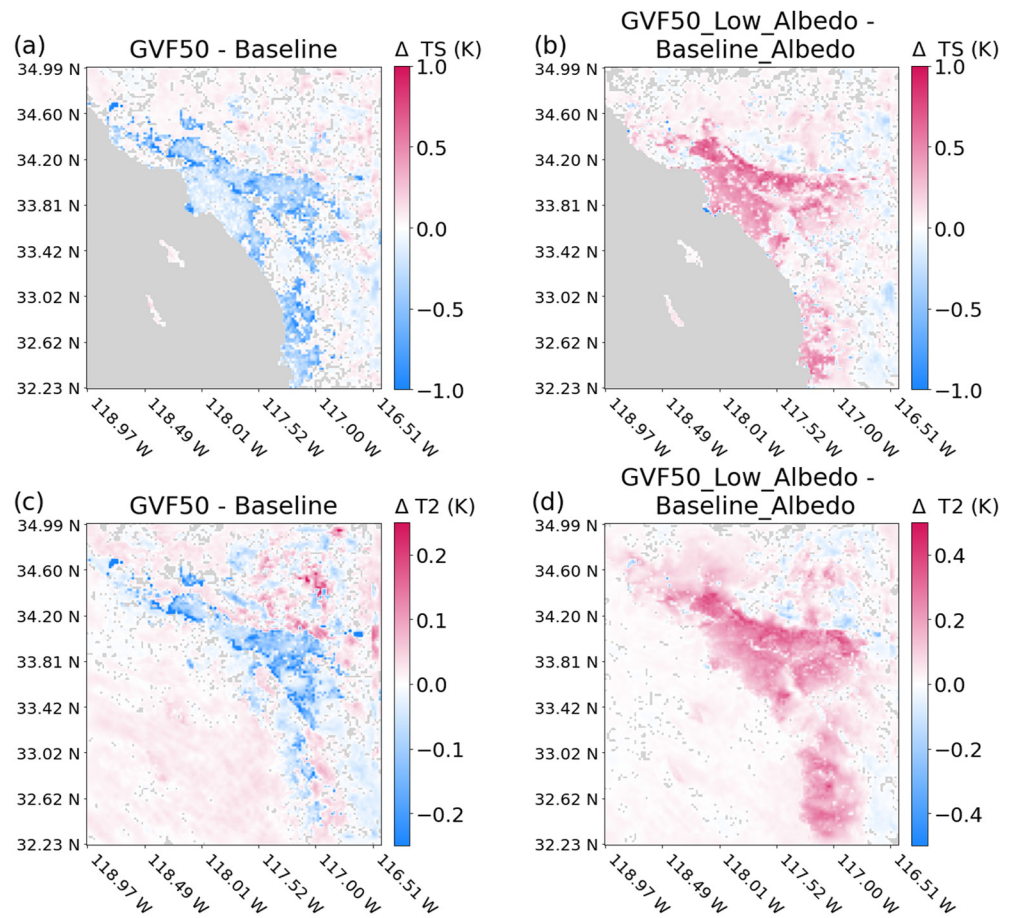 (a)
GVF50 - Baseline
Δ TS (K)
34.99 N
34.60 N
34.20 N
33.81 N
33.42 N
33.02 N
32.62 N
32.23 N
118.97 W
118.49 W
118.01 W
117.52 W
117.00 W
116.51 W
1.0
0.5
0.0
−0.5
−1.0
(b)
GVF50_Low_Albedo -
Baseline_Albedo
Δ TS (K)
34.99 N
34.60 N
34.20 N
33.81 N
33.42 N
33.02 N
32.62 N
32.23 N
118.97 W
118.49 W
118.01 W
117.52 W
117.00 W
116.51 W
1.0
0.5
0.0
−0.5
−1.0
(c)
GVF50 - Baseline
Δ T2 (K)
34.99 N
34.60 N
34.20 N
33.81 N
33.42 N
33.02 N
32.62 N
32.23 N
118.97 W
118.49 W
118.01 W
117.52 W
117.00 W
116.51 W
0.2
0.1
0.0
−0.1
−0.2
(d)
GVF50_Low_Albedo -
Baseline_Albedo
Δ T2 (K)
34.99 N
34.60 N
34.20 N
33.81 N
33.42 N
33.02 N
32.62 N
32.23 N
118.97 W
118.49 W
118.01 W
117.52 W
117.00 W
116.51 W
0.4
0.2
0.0
−0.2
−0.4